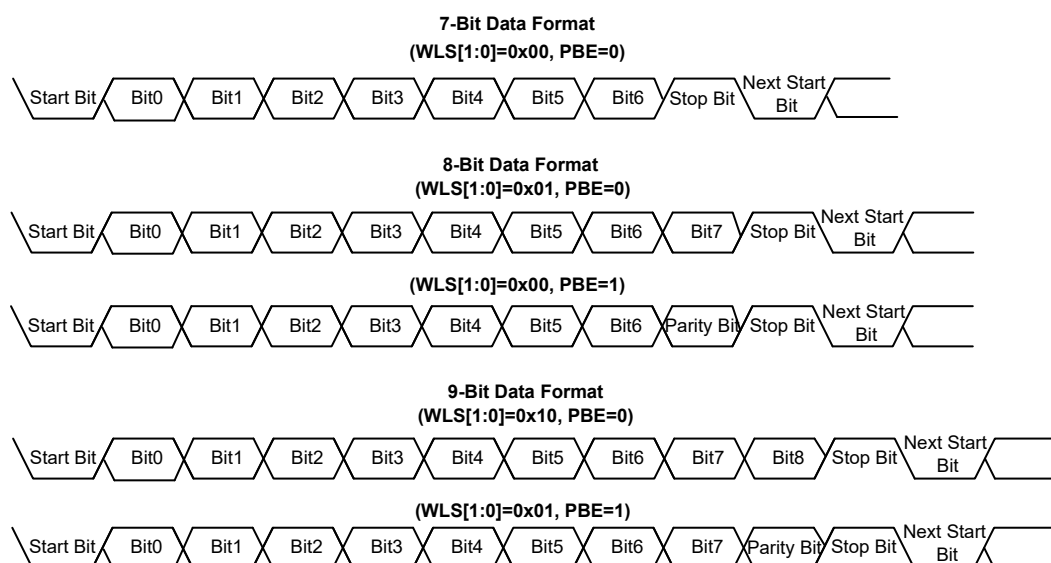 7-Bit Data Format
(WLS[1:0]=0x00, PBE=0)
Start Bit Bit0 Bit1 Bit2 Bit3 Bit4 Bit5 Bit6 Stop Bit Next Start Bit
8-Bit Data Format
(WLS[1:0]=0x01, PBE=0)
Start Bit Bit0 Bit1 Bit2 Bit3 Bit4 Bit5 Bit6 Bit7 Stop Bit Next Start Bit
(WLS[1:0]=0x00, PBE=1)
Start Bit Bit0 Bit1 Bit2 Bit3 Bit4 Bit5 Bit6 Parity Bit Stop Bit Next Start Bit
9-Bit Data Format
(WLS[1:0]=0x10, PBE=0)
Start Bit Bit0 Bit1 Bit2 Bit3 Bit4 Bit5 Bit6 Bit7 Bit8 Stop Bit Next Start Bit
(WLS[1:0]=0x01, PBE=1)
Start Bit Bit0 Bit1 Bit2 Bit3 Bit4 Bit5 Bit6 Bit7 Parity Bit Stop Bit Next Start Bit